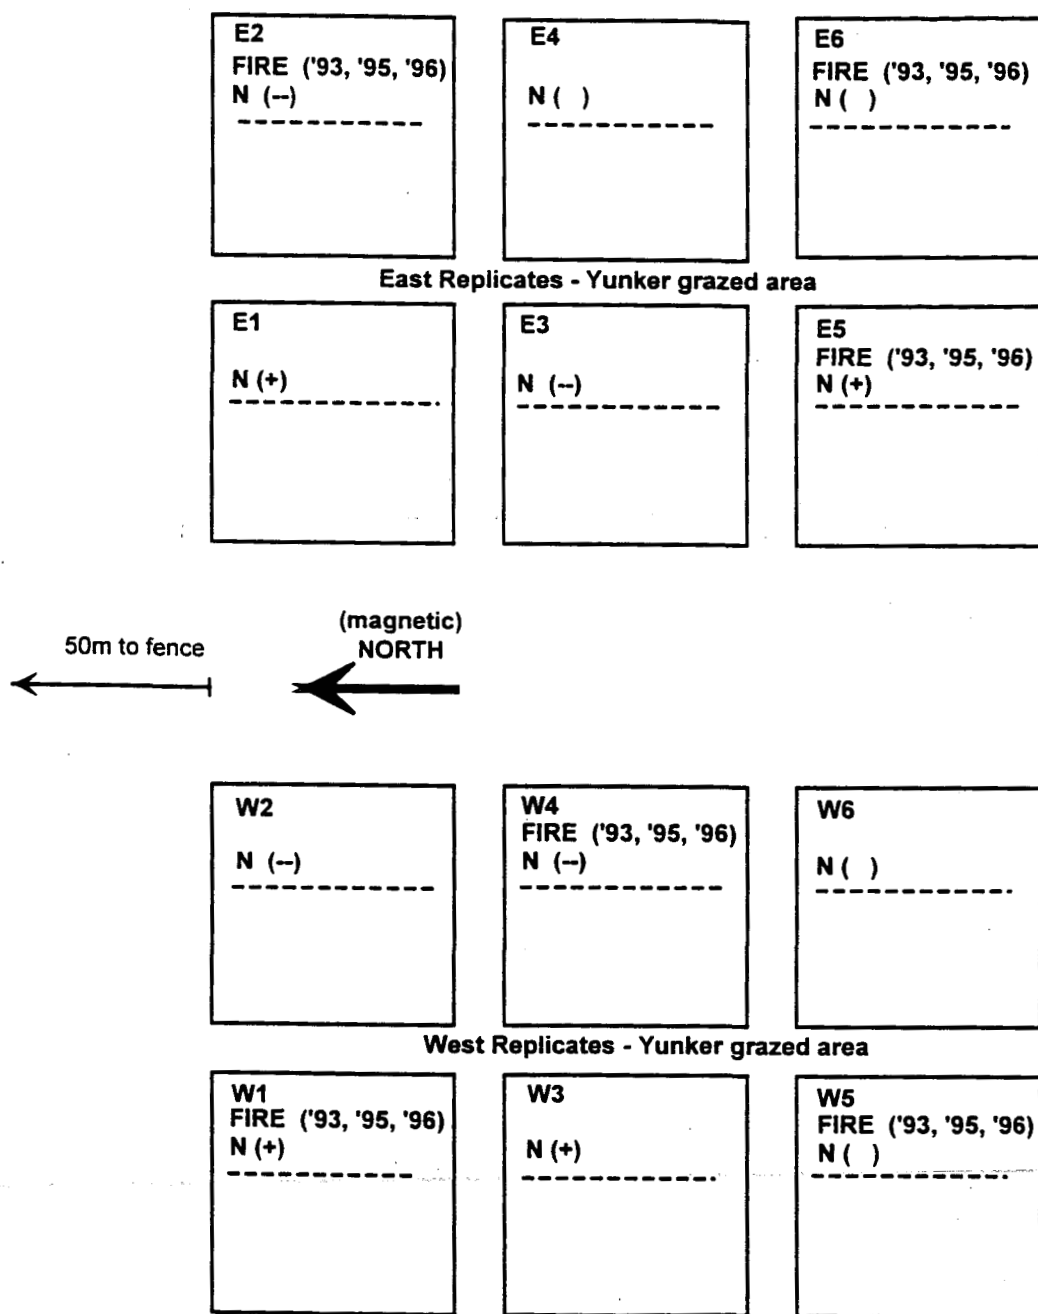 E2
FIRE ('93, '95, '96)
N (--)
E4
N ( )
E6
FIRE ('93, '95, '96)
N ( )
East Replicates - Yunker grazed area
E1
N (+)
E3
N (--)
E5
FIRE ('93, '95, '96)
N (+)
50m to fence
(magnetic)
NORTH
W2
N (--)
W4
FIRE ('93, '95, '96)
N (--)
W6
N ( )
West Replicates - Yunker grazed area
W1
FIRE ('93, '95, '96)
N (+)
W3
N (+)
W5
FIRE ('93, '95, '96)
N ( )